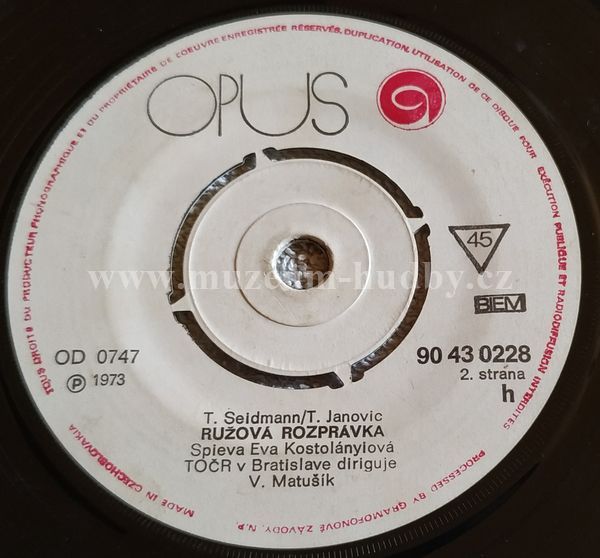 TOUS DROITS DU PRODUCTEUR PHONOGRAPHIQUE ET DU PROPRIÉTAIRE DE L'OEUVRE ENREGISTRÉE RÉSERVÉS. DUPLICATION, UTILISATION DE CE DISQUE POUR EXÉCUTION PUBLIQUE ET RADIODIFFUSION INTERDITES
OPUS
www.muzeum-hudby.cz
45
BIEM
OD 0747
Ⓟ 1973
90 43 0228
2. strana
h
T. Seidmann/T. Janovic
RUŽOVÁ ROZPRÁVKA
Spieva Eva Kostolányiová
TOČR v Bratislave diriguje
V. Matušík
MADE IN CZECHOSLOVAKIA
PROCESSED BY GRAMOFONOVÉ ZÁVODY, N.P.